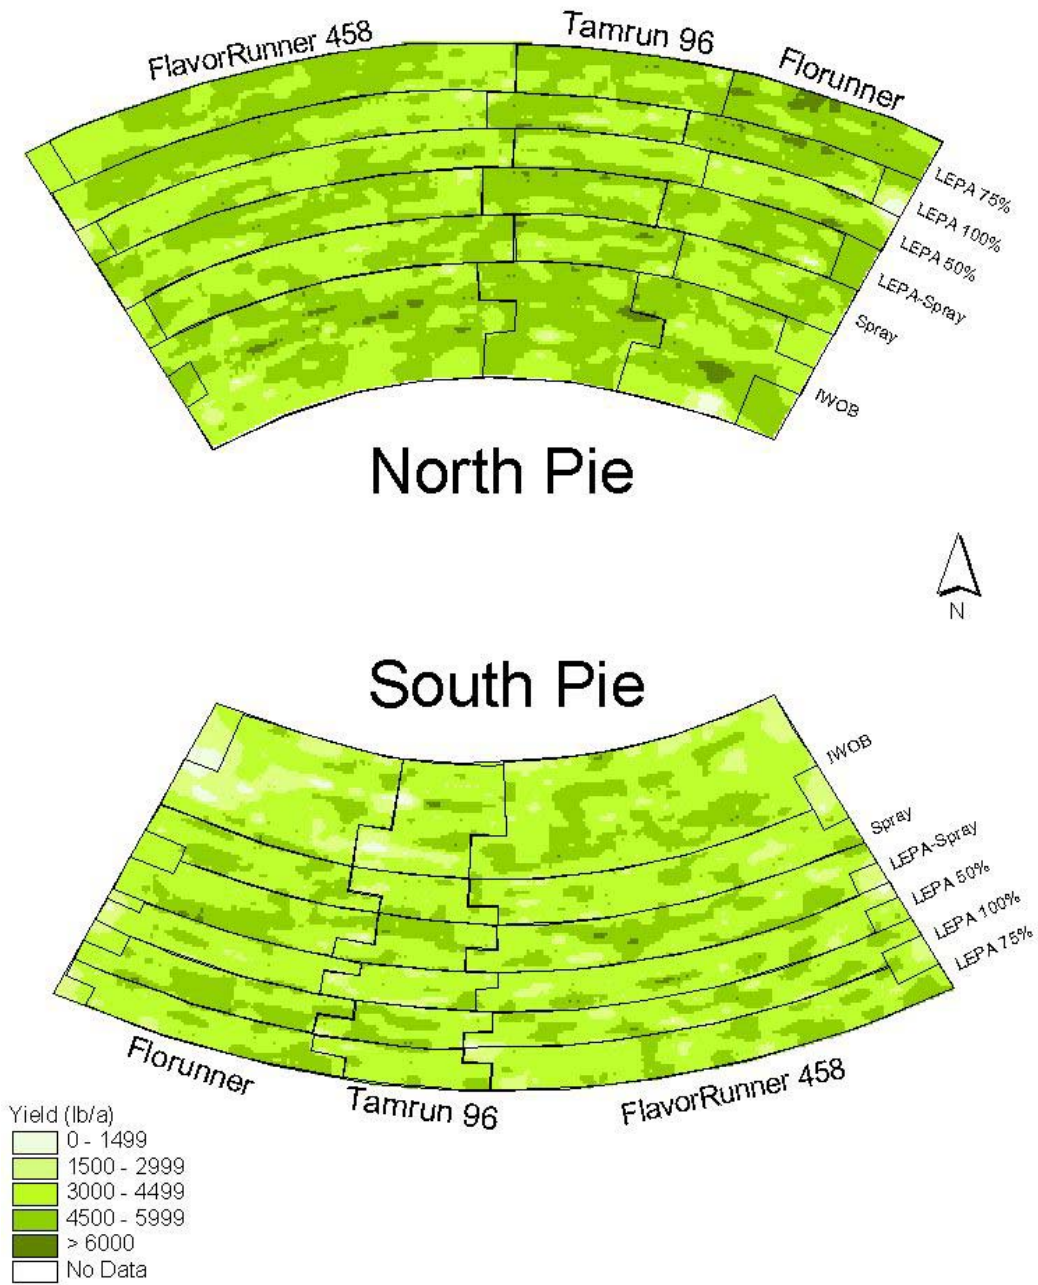 FlavorRunner 458
Tamrun 96
Florunner
LEPA 75%
LEPA 100%
LEPA 50%
LEPA-Spray
Spray
IWOB
North Pie
N
South Pie
IWOB
Spray
LEPA-Spray
LEPA 50%
LEPA 100%
LEPA 75%
Florunner
Tamrun 96
FlavorRunner 458
Yield (lb/a)
0 - 1499
1500 - 2999
3000 - 4499
4500 - 5999
> 6000
No Data